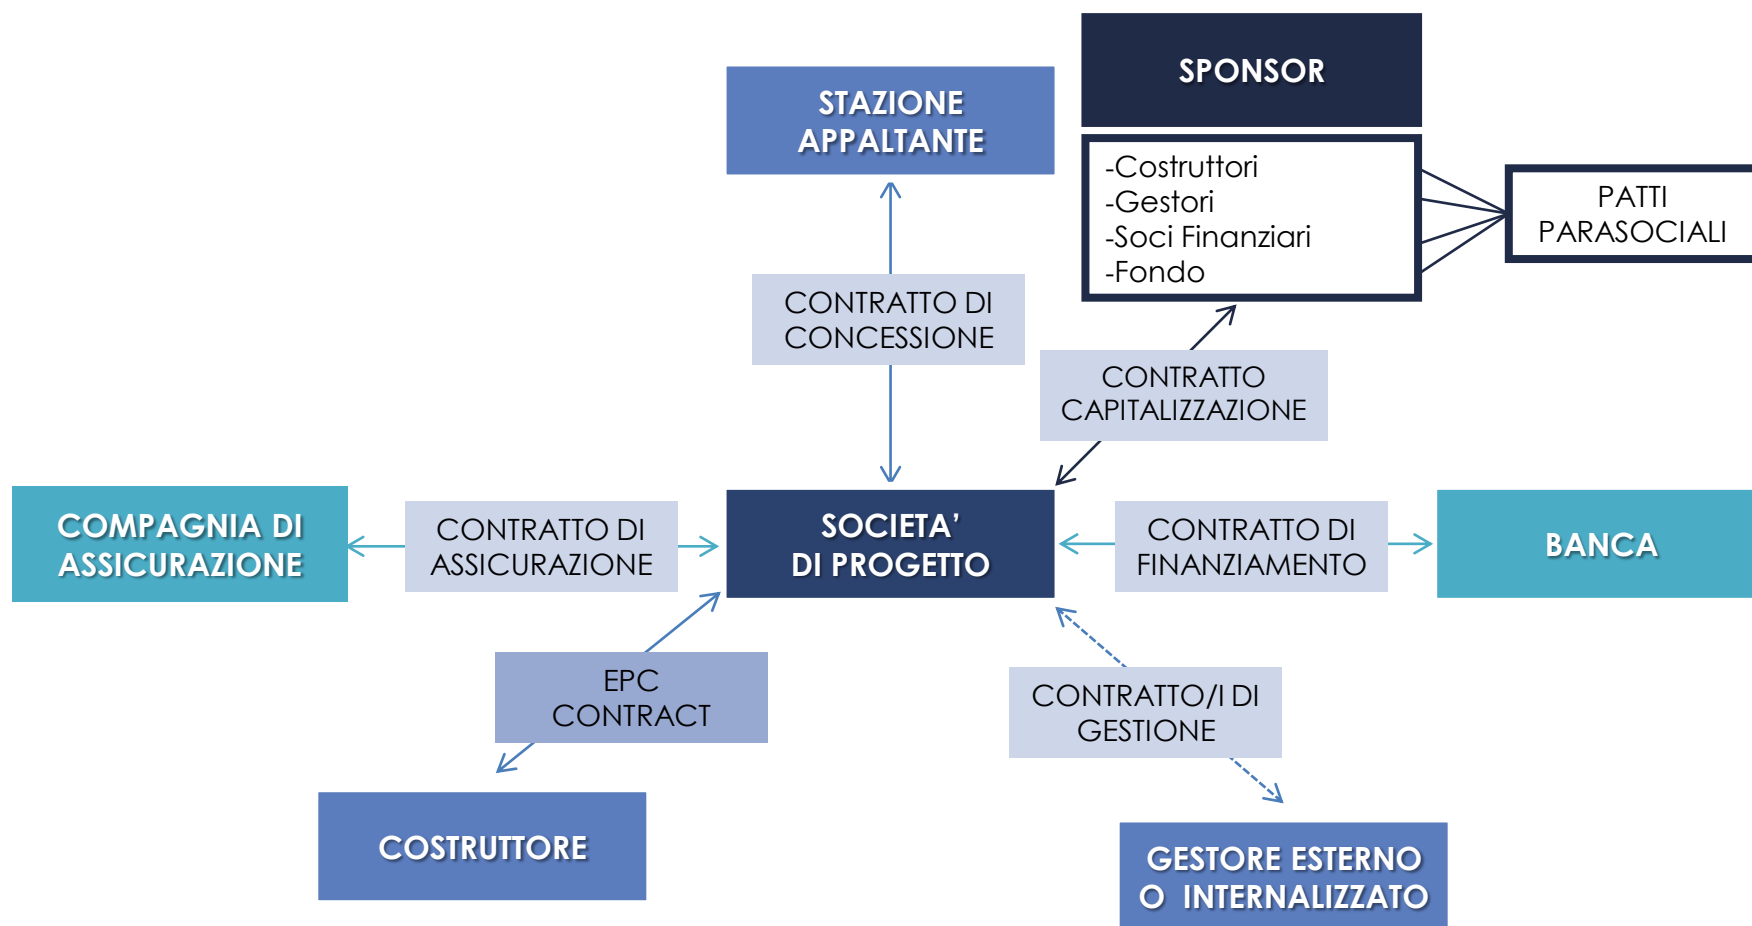 SPONSOR
STAZIONE
APPALTANTE
-Costruttori
-Gestori
-Soci Finanziari
-Fondo
PATTI
PARASOCIALI
CONTRATTO DI
CONCESSIONE
CONTRATTO
CAPITALIZZAZIONE
COMPAGNIA DI
ASSICURAZIONE
CONTRATTO DI
ASSICURAZIONE
SOCIETA’
DI PROGETTO
CONTRATTO DI
FINANZIAMENTO
BANCA
EPC
CONTRACT
CONTRATTO/I DI
GESTIONE
COSTRUTTORE
GESTORE ESTERNO
O INTERNALIZZATO